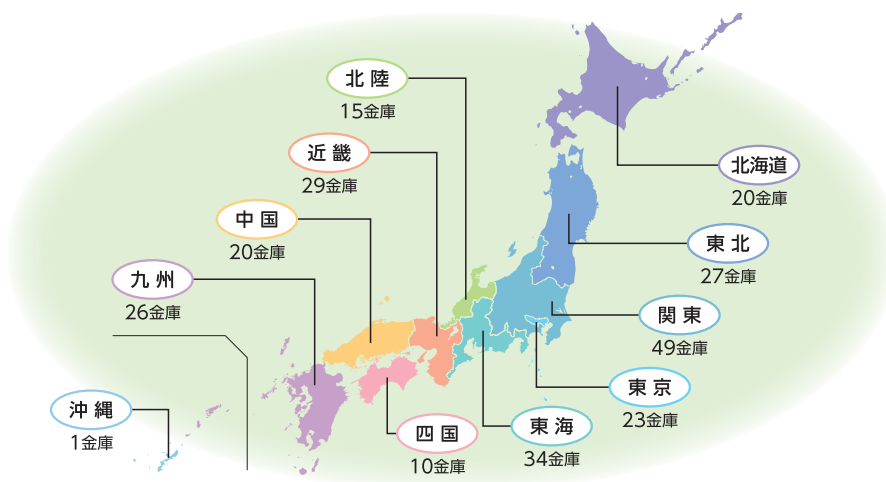 北陸
15金庫
近畿
29金庫
中国
20金庫
九州
26金庫
沖縄
1金庫
北海道
20金庫
東北
27金庫
関東
49金庫
東京
23金庫
東海
34金庫
四国
10金庫